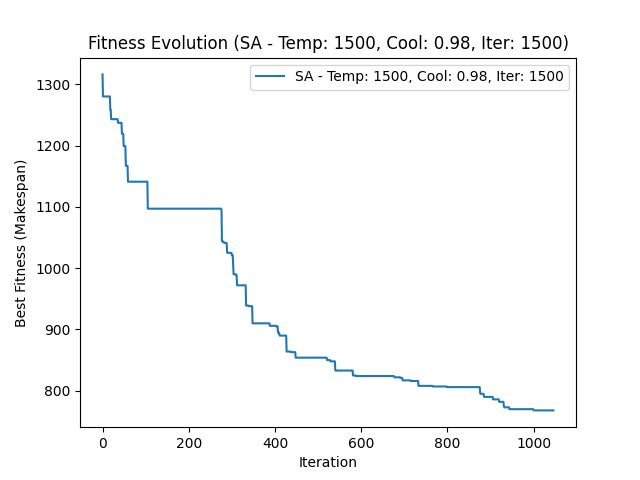 Fitness Evolution (SA - Temp: 1500, Cool: 0.98, Iter: 1500)
SA - Temp: 1500, Cool: 0.98, Iter: 1500
Best Fitness (Makespan)
1300
1200
1100
1000
900
800
0 200 400 600 800 1000
Iteration